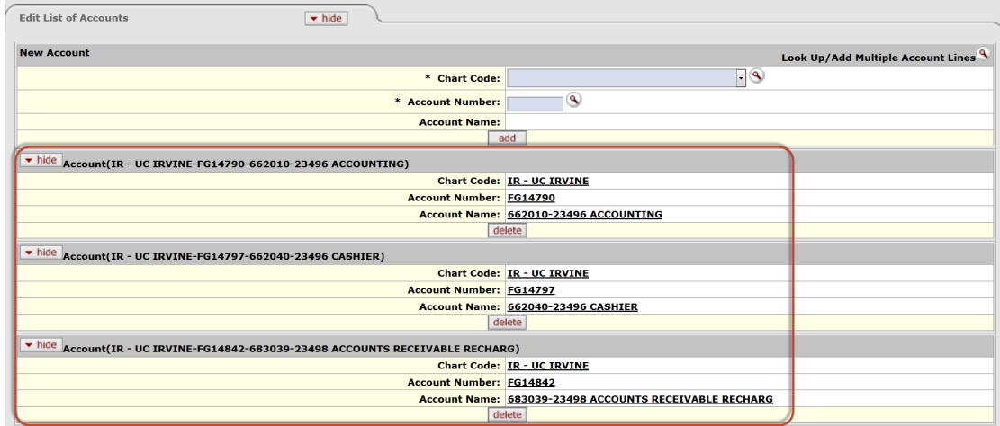 Edit List of Accounts hide
New Account Look Up/Add Multiple Account Lines
* Chart Code:
* Account Number:
Account Name:
add
hide Account(IR - UC IRVINE-FG14790-662010-23496 ACCOUNTING)
Chart Code: IR - UC IRVINE
Account Number: FG14790
Account Name: 662010-23496 ACCOUNTING
delete
hide Account(IR - UC IRVINE-FG14797-662040-23496 CASHIER)
Chart Code: IR - UC IRVINE
Account Number: FG14797
Account Name: 662040-23496 CASHIER
delete
hide Account(IR - UC IRVINE-FG14842-683039-23498 ACCOUNTS RECEIVABLE RECHARG)
Chart Code: IR - UC IRVINE
Account Number: FG14842
Account Name: 683039-23498 ACCOUNTS RECEIVABLE RECHARG
delete